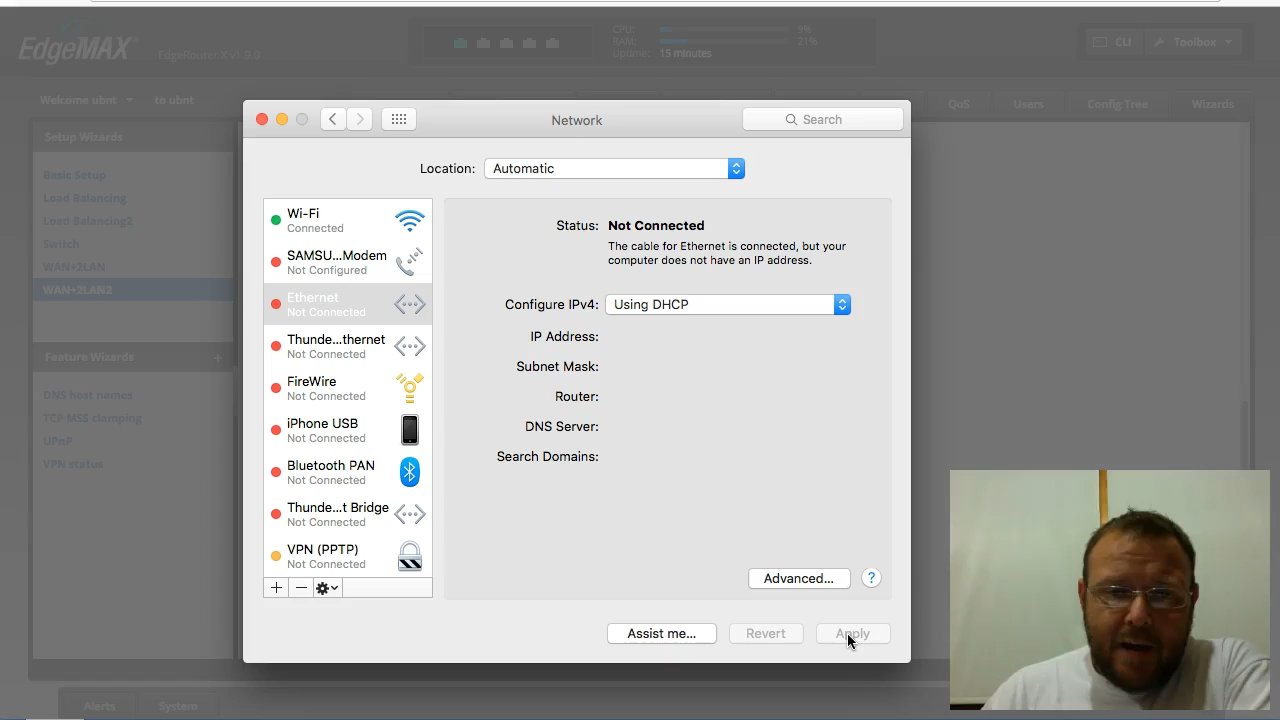 EdgeMAX
EdgeRouter X v1.3.0
CPU: 9%
RAM: 21%
Uptime: 15 minutes
CLI
Toolbox
Welcome ubnt
to ubnt
QoS
Users
Config Tree
Wizards
Setup Wizards
Basic Setup
Load Balancing
Load Balancing2
Switch
WAN+2LAN
WAN+2LAN2
Feature Wizards +
DNS host names
TCP MSS clamping
UPnP
VPN status
Alerts
System
Network
Search
Location: Automatic
Wi-Fi
Connected
SAMSU...Modem
Not Configured
Ethernet
Not Connected
Thunde...thernet
Not Connected
FireWire
Not Connected
iPhone USB
Not Connected
Bluetooth PAN
Not Connected
Thunde...t Bridge
Not Connected
VPN (PPTP)
Not Connected
Status: Not Connected
The cable for Ethernet is connected, but your
computer does not have an IP address.
Configure IPv4: Using DHCP
IP Address:
Subnet Mask:
Router:
DNS Server:
Search Domains:
Advanced...
?
Assist me...
Revert
Apply